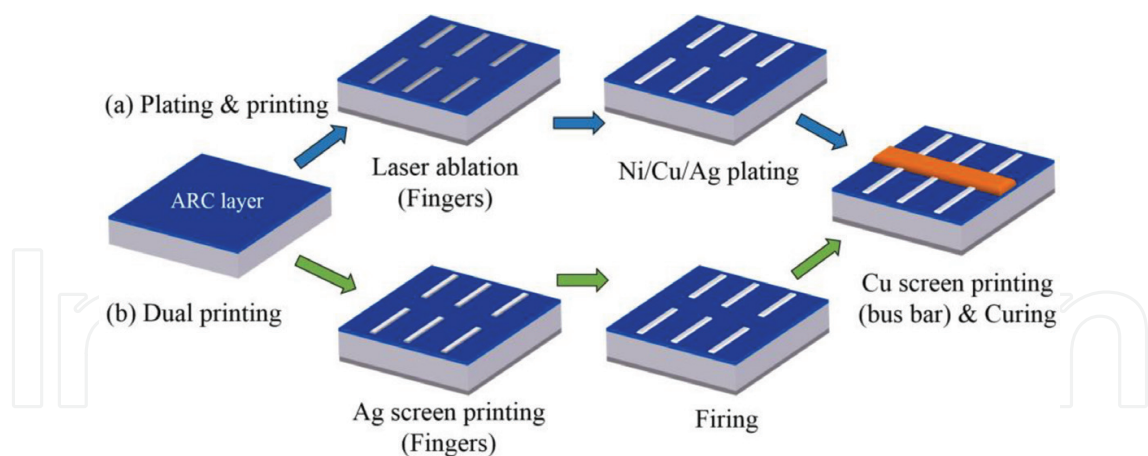 (a) Plating & printing
Laser ablation
(Fingers)
Ni/Cu/Ag plating
ARC layer
(b) Dual printing
Ag screen printing
(Fingers)
Firing
Cu screen printing
(bus bar) & Curing